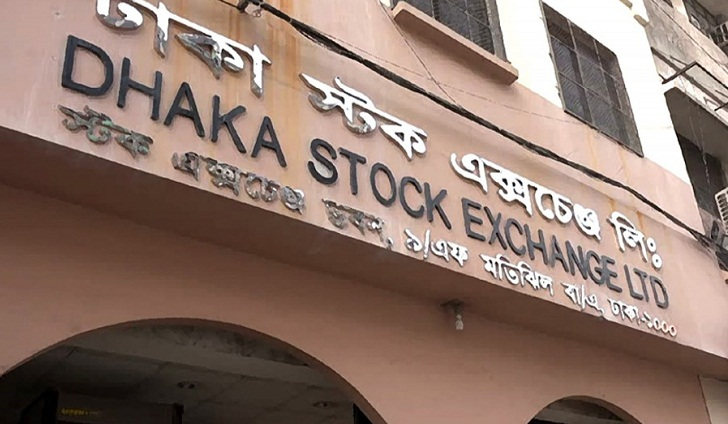 ঢাকা স্টক এক্সচেঞ্জ লিঃ
DHAKA STOCK EXCHANGE LTD
স্টক এক্সচেঞ্জ ভবন, ৯/এফ মতিঝিল বা/এ, ঢাকা-১০০০